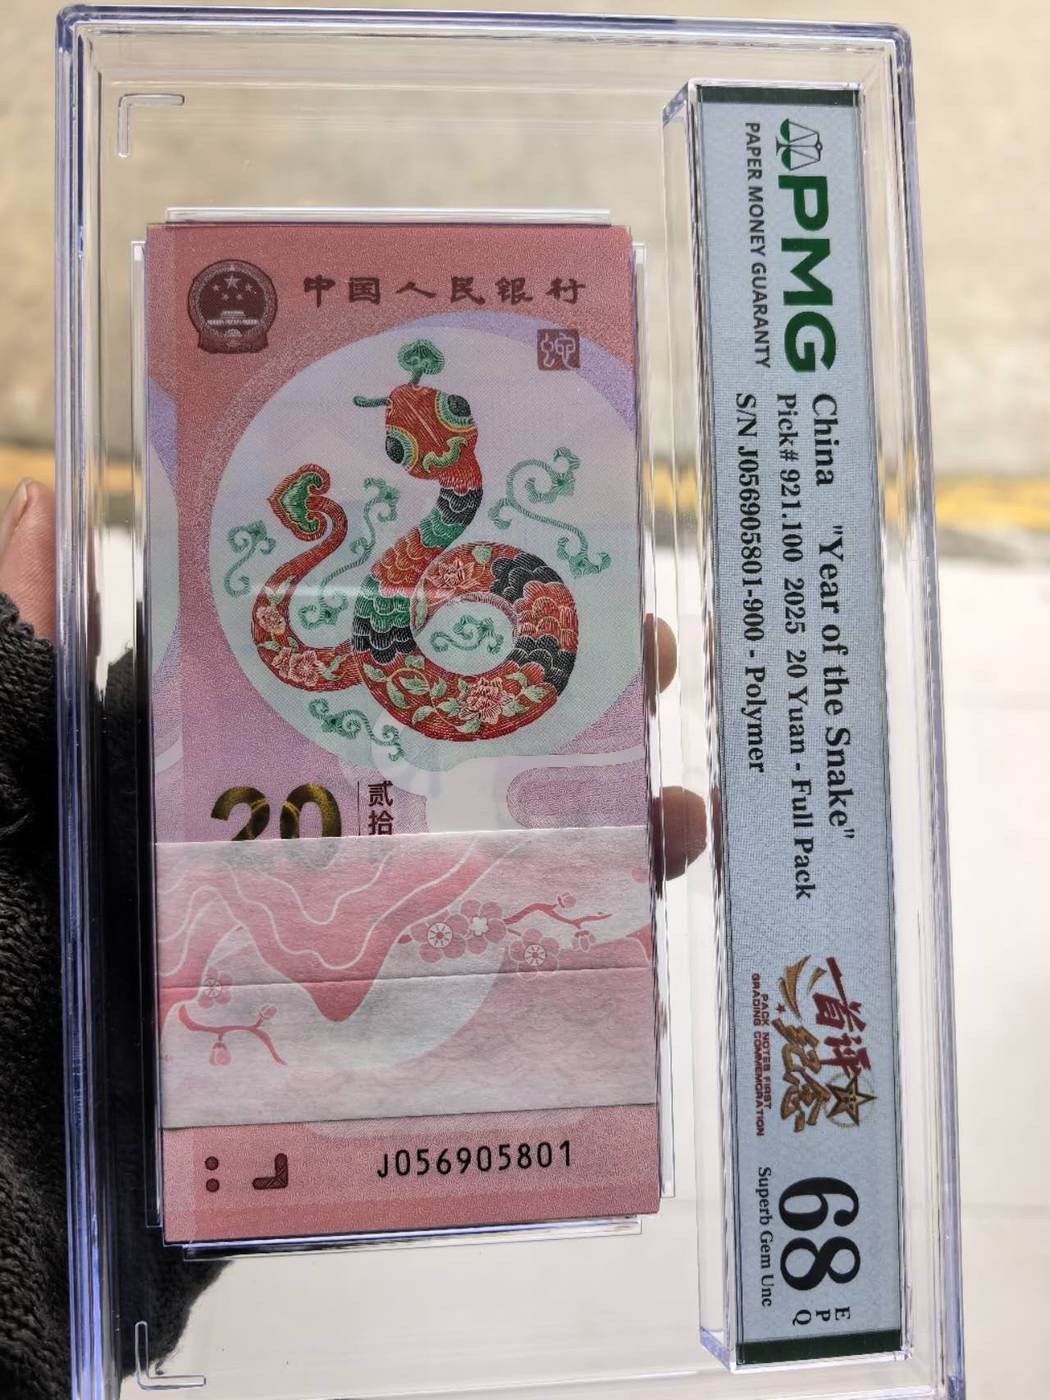 中国人民银行
20
贰拾
J056905801
PMG
PAPER MONEY GUARANTY
China "Year of the Snake"
Pick# 921.100 2025 20 Yuan - Full Pack
S/N J056905801-900 - Polymer
首评
纪念
PACK NOTES FIRST
GRADING COMMEMORATION
68 EPQ
Superb Gem Unc